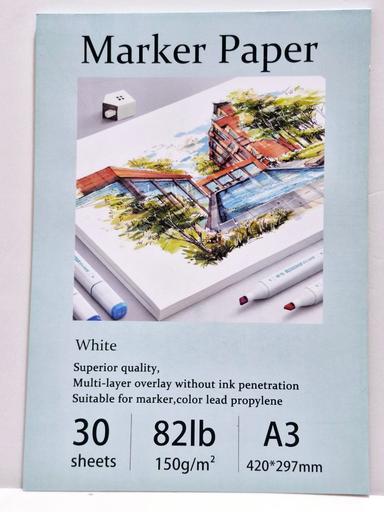 Marker Paper
White
Superior quality,
Multi-layer overlay without ink penetration
Suitable for marker,color lead propylene
30 82lb A3
sheets 150g/m² 420*297mm